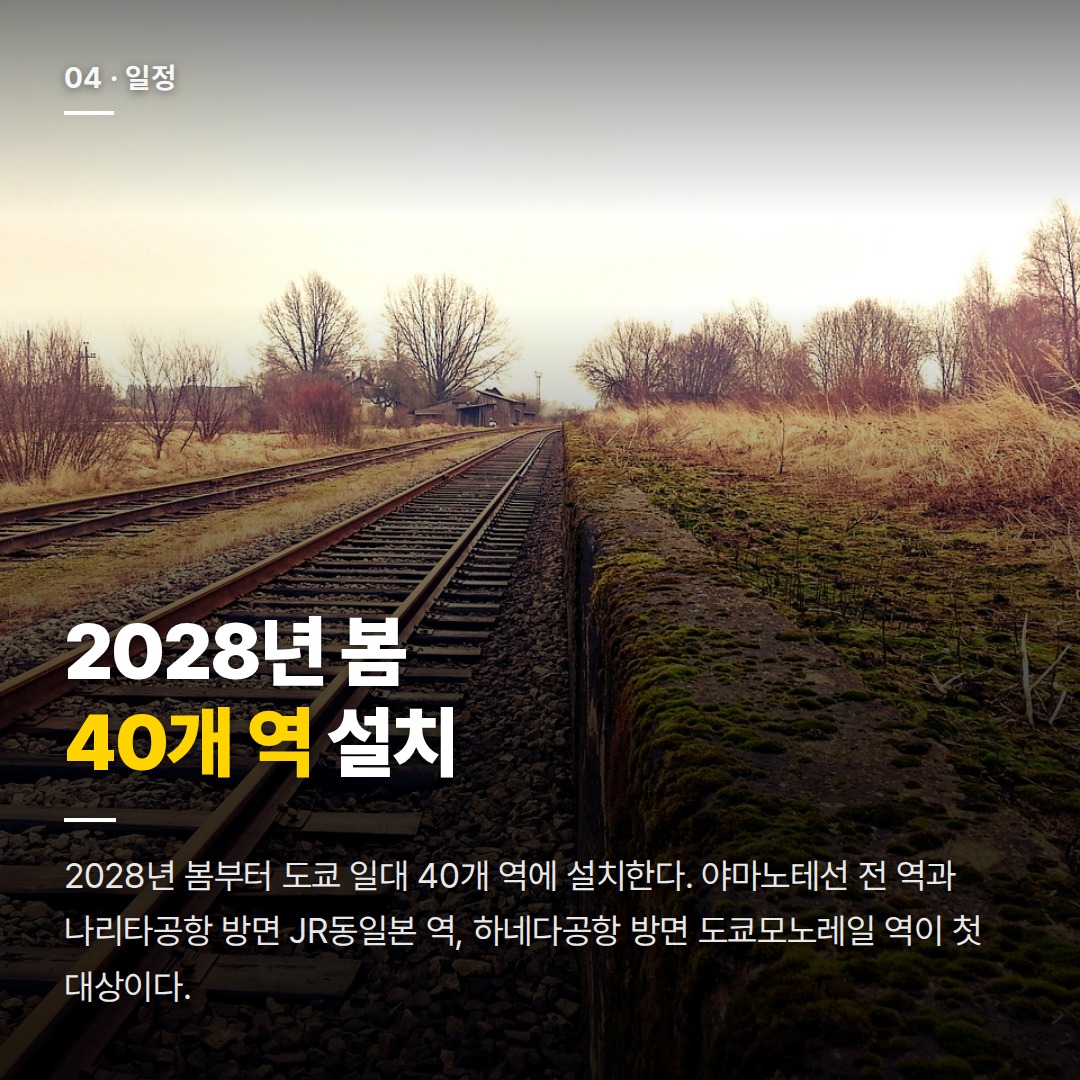 04 · 일정
2028년 봄
40개 역 설치
2028년 봄부터 도쿄 일대 40개 역에 설치한다. 야마노테선 전 역과
나리타공항 방면 JR동일본 역, 하네다공항 방면 도쿄모노레일 역이 첫
대상이다.